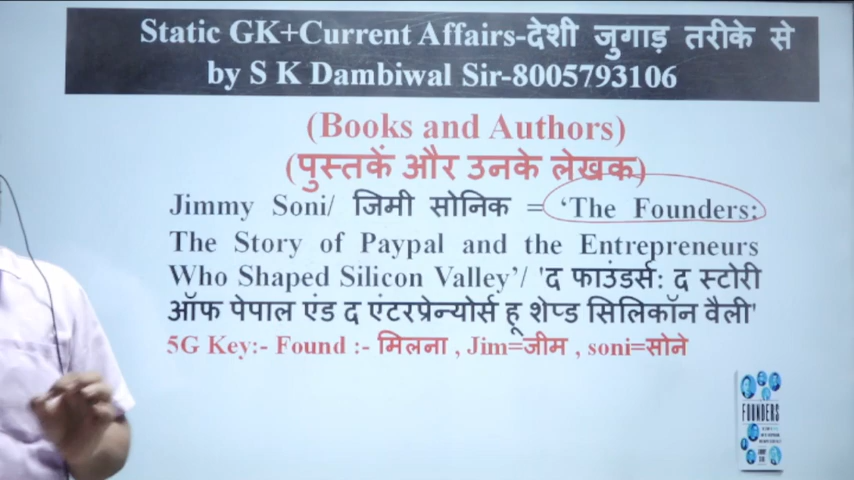 Static GK+Current Affairs-देशी जुगाड़ तरीके से
by S K Dambiwal Sir-8005793106
(Books and Authors)
(पुस्तकें और उनके लेखक)
Jimmy Soni/ जिमी सोनिक = ‘The Founders:
The Story of Paypal and the Entrepreneurs
Who Shaped Silicon Valley’/ 'द फाउंडर्स: द स्टोरी
ऑफ पेपाल एंड द एंटरप्रेन्योर्स हू शेप्ड सिलिकॉन वैली'
5G Key:- Found :- मिलना , Jim=जीम , soni=सोने
FOUNDERS